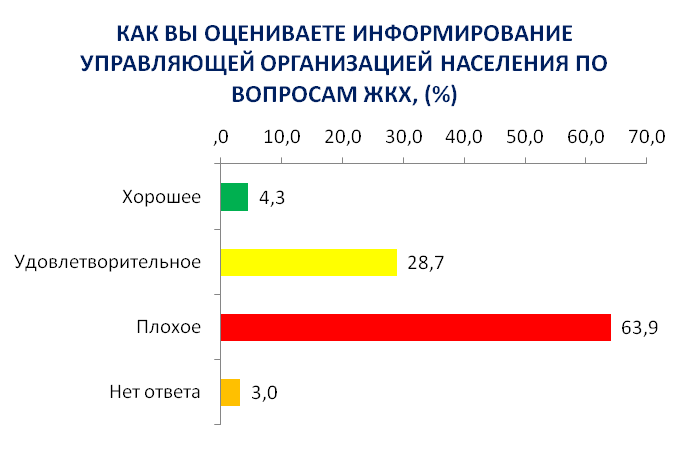 КАК ВЫ ОЦЕНИВАЕТЕ ИНФОРМИРОВАНИЕ
УПРАВЛЯЮЩЕЙ ОРГАНИЗАЦИЕЙ НАСЕЛЕНИЯ ПО
ВОПРОСАМ ЖКХ, (%)
,0 10,0 20,0 30,0 40,0 50,0 60,0 70,0
Хорошее 4,3
Удовлетворительное 28,7
Плохое 63,9
Нет ответа 3,0